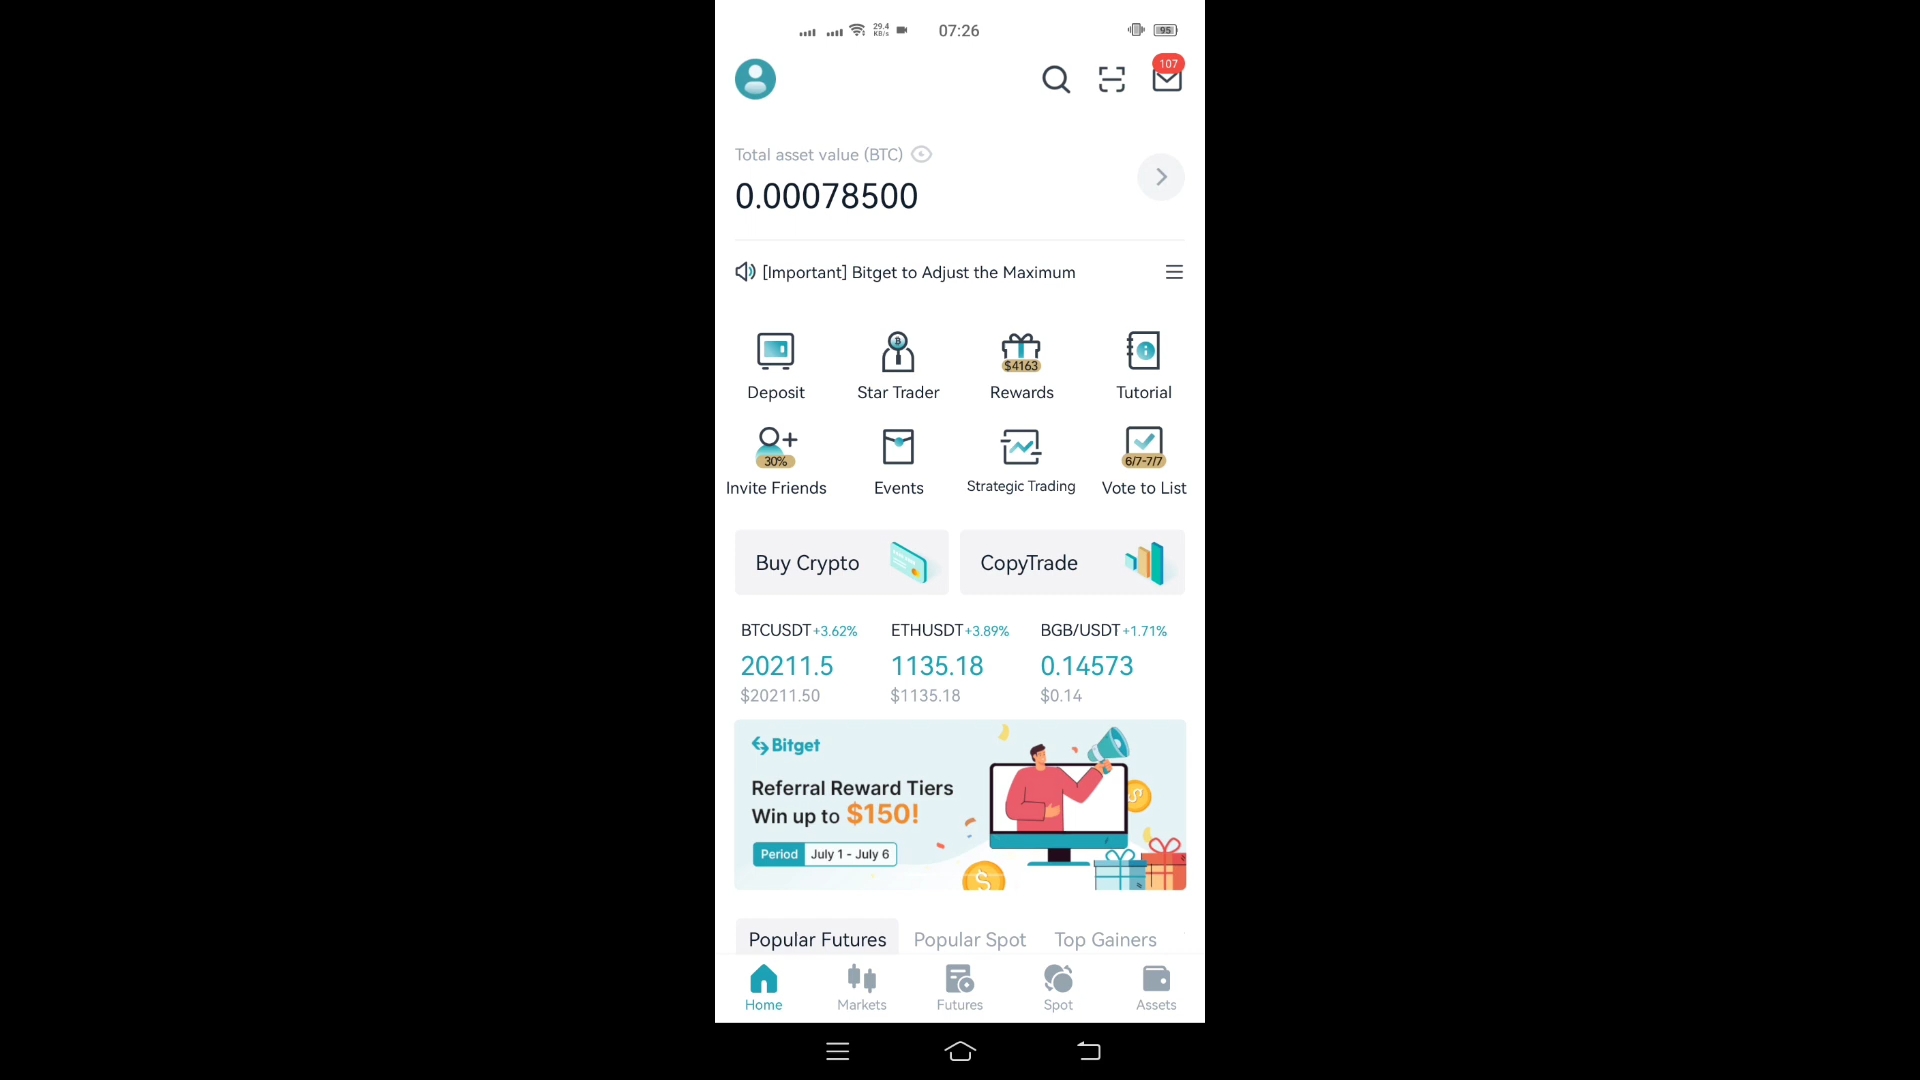 29.4
KB/s
07:26
95
107
Total asset value (BTC)
0.00078500
[Important] Bitget to Adjust the Maximum
$4163
Deposit Star Trader Rewards Tutorial
30% 6/7-7/7
Invite Friends Events Strategic Trading Vote to List
Buy Crypto CopyTrade
BTCUSDT +3.62% ETHUSDT +3.89% BGB/USDT +1.71%
20211.5 1135.18 0.14573
$20211.50 $1135.18 $0.14
Bitget
Referral Reward Tiers
Win up to $150!
Period July 1 - July 6
Popular Futures Popular Spot Top Gainers
Home Markets Futures Spot Assets